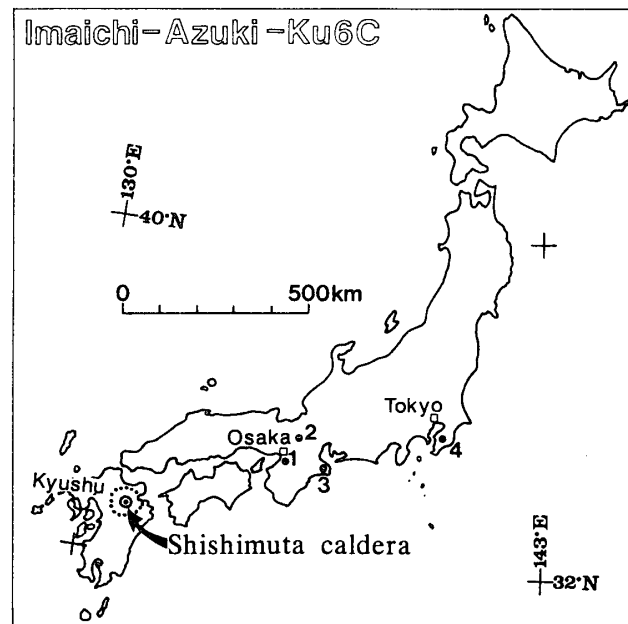 Imaichi-Azuki-Ku6C
130°E
40°N
0 500km
Tokyo
4
Osaka 2
1
3
Kyushu
Shishimuta caldera
143°E
32°N